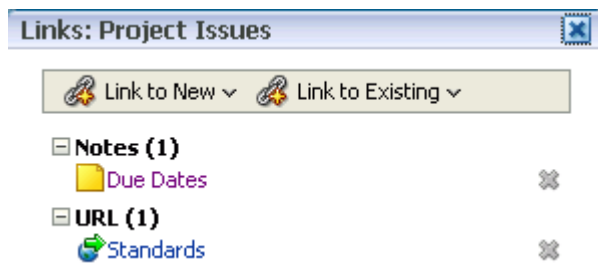 Links: Project Issues
Link to New Link to Existing
Notes (1)
Due Dates
URL (1)
Standards